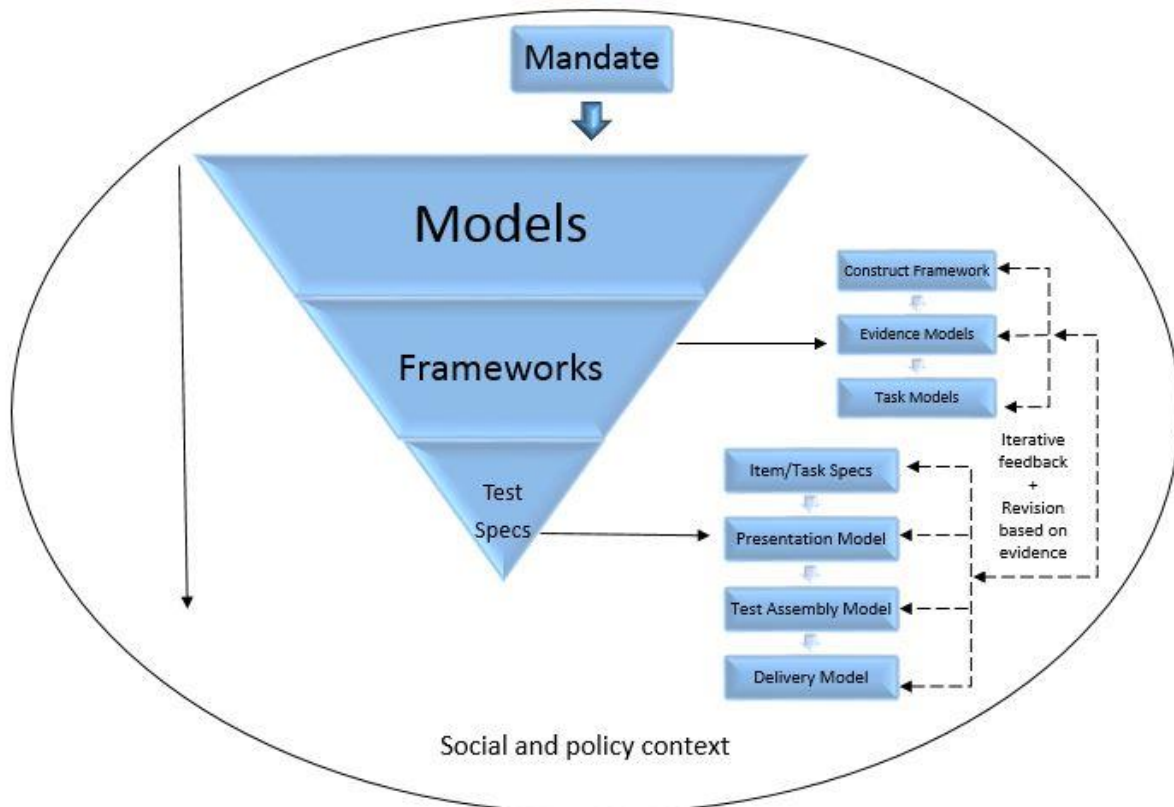 Mandate
Models
Frameworks
Test
Specs
Construct Framework
Evidence Models
Task Models
Item/Task Specs
Presentation Model
Test Assembly Model
Delivery Model
Iterative
feedback
+
Revision
based on
evidence
Social and policy context